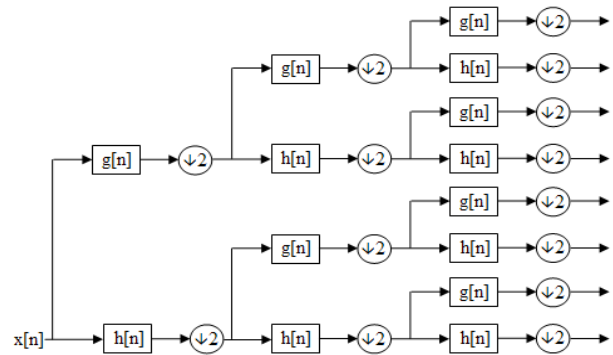 g[n] ↓2
g[n] ↓2 h[n] ↓2
g[n] ↓2
g[n] ↓2 h[n] ↓2 h[n] ↓2
g[n] ↓2
g[n] ↓2 h[n] ↓2
g[n] ↓2
x[n] h[n] ↓2 h[n] ↓2 h[n] ↓2